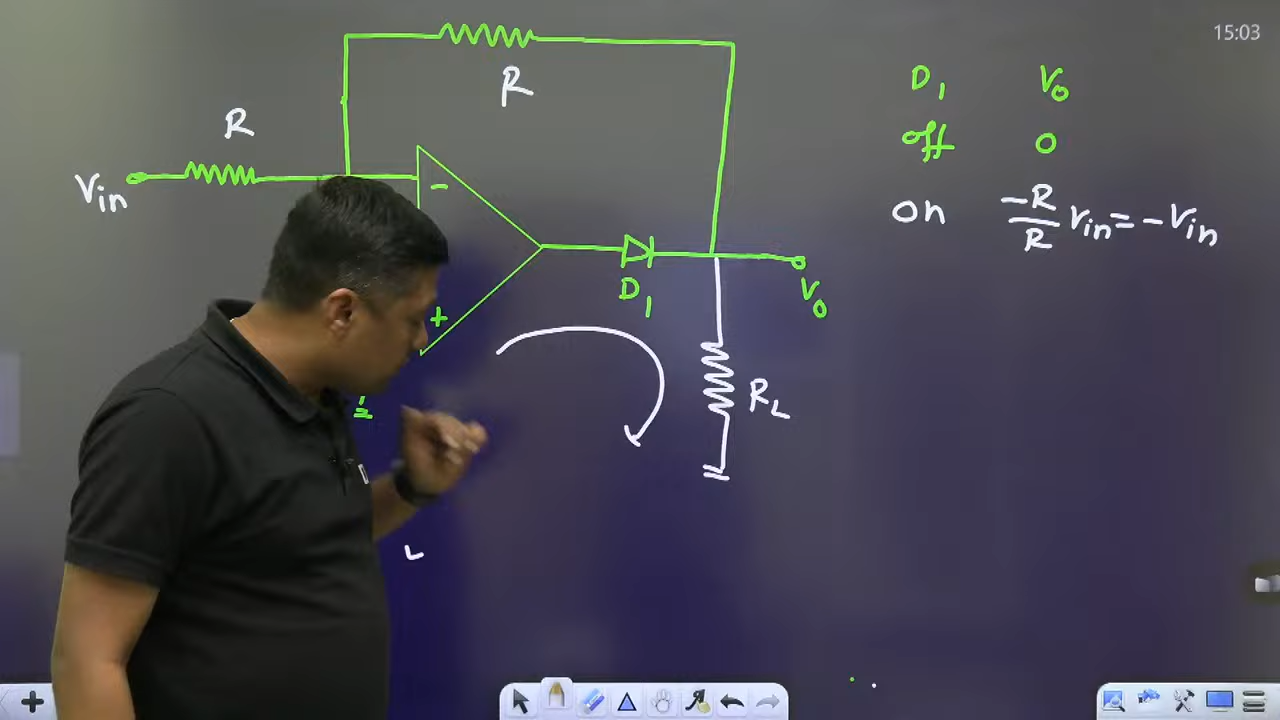 15:03
R
R
Vin
-
+
D1
V0
RL
L
D1 V0
off 0
on -R/R Vin = -Vin